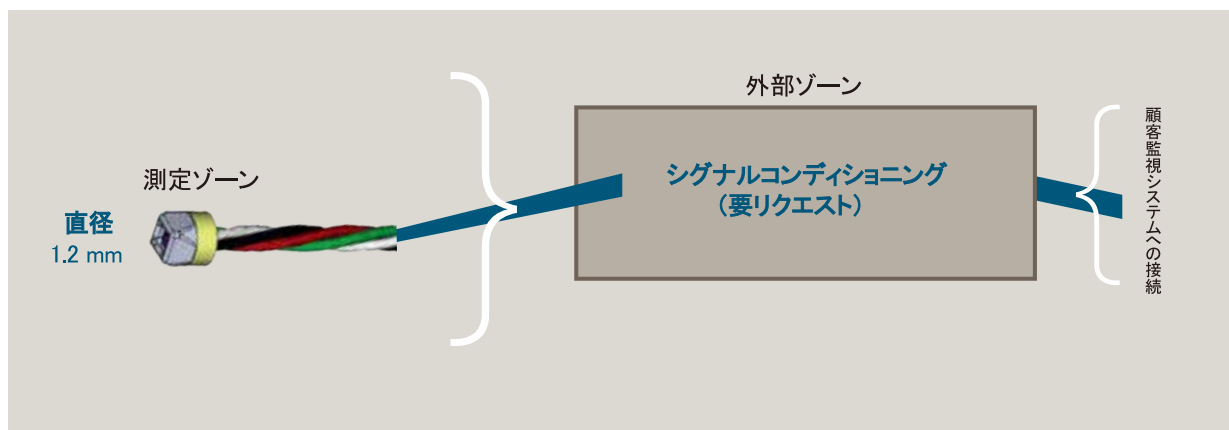 測定ゾーン
直径
1.2 mm
外部ゾーン
シグナルコンディショニング
（要リクエスト）
顧客監視システムへの接続